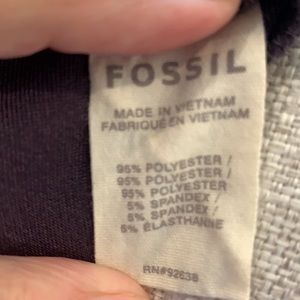 FOSSIL
MADE IN VIETNAM
FABRIQUÉ EN VIETNAM
95% POLYESTER /
95% POLYESTER /
95% POLYESTER
5% SPANDEX /
5% SPANDEX /
5% ÉLASTHANNE
RN#92638